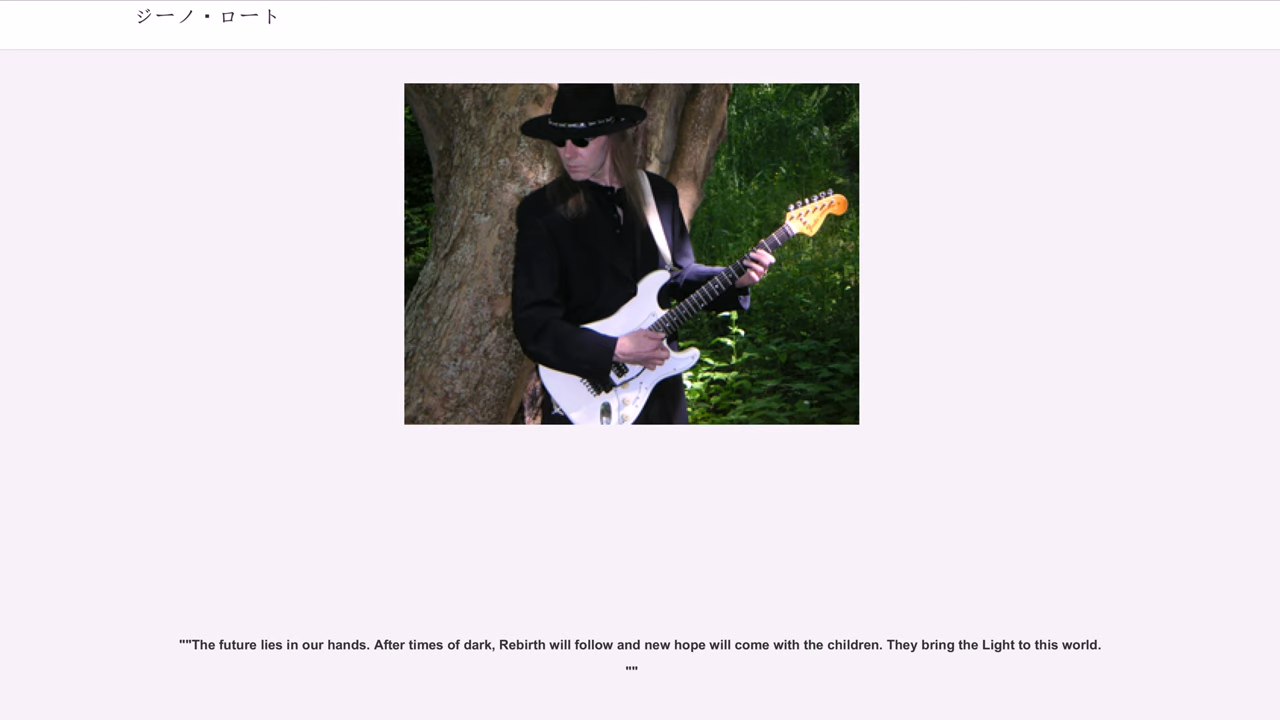 ジーノ・ロート
""The future lies in our hands. After times of dark, Rebirth will follow and new hope will come with the children. They bring the Light to this world.
""